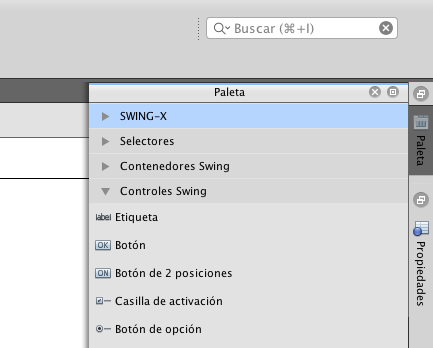 Buscar (⌘+I)
Paleta
SWING-X
Selectores
Contenedores Swing
Controles Swing
label Etiqueta
OK Botón
ON Botón de 2 posiciones
Casilla de activación
Botón de opción
Paleta
Propiedades